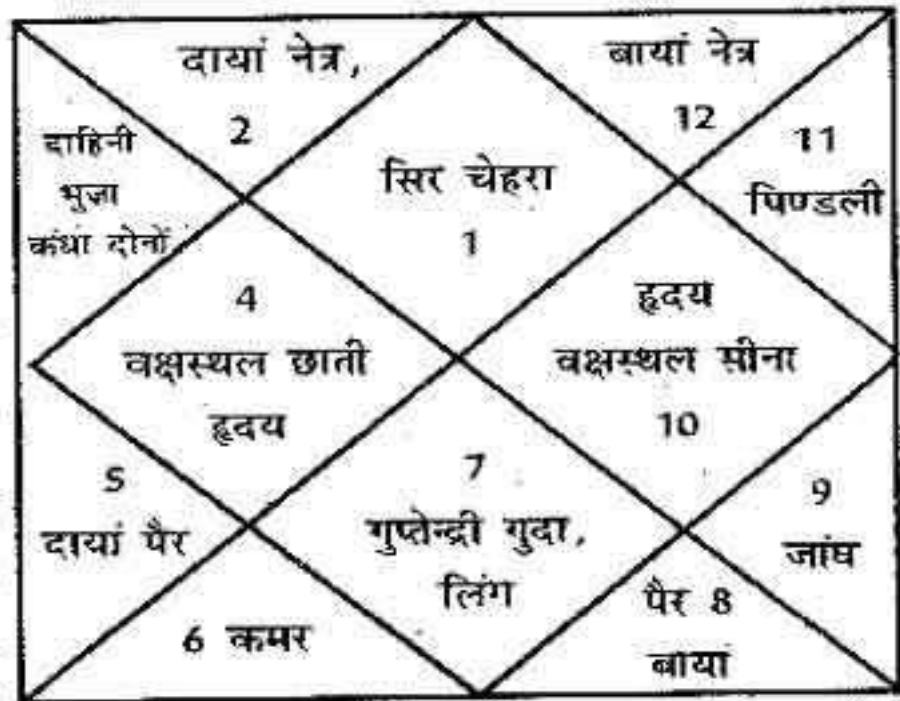 दायां नेत्र,
2
बायां नेत्र
12
11
पिण्डली
दाहिनी
भुजा
कंधा दोनों
सिर चेहरा
1
4
वक्षस्थल छाती
हृदय
हृदय
वक्षस्थल सीना
10
5
दायां पैर
7
गुप्तेन्द्री गुदा,
लिंग
9
जांघ
6 कमर
पैर 8
बायां